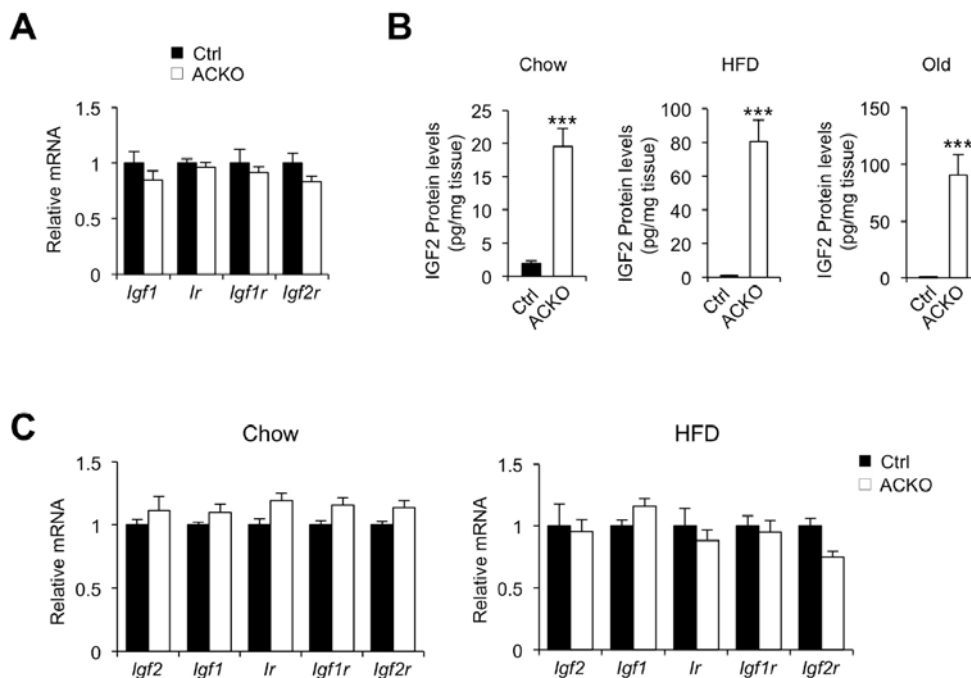 A
Ctrl
ACKO
Relative mRNA
1.5
1
0.5
0
Igf1 Ir Igf1r Igf2r
B
Chow
IGF2 Protein levels
(pg/mg tissue)
25
20
15
10
5
0
***
Ctrl
ACKO
HFD
IGF2 Protein levels
(pg/mg tissue)
100
80
60
40
20
0
***
Ctrl
ACKO
Old
IGF2 Protein levels
(pg/mg tissue)
150
100
50
0
***
Ctrl
ACKO
C
Chow
Relative mRNA
1.5
1
0.5
0
Igf2 Igf1 Ir Igf1r Igf2r
HFD
Relative mRNA
1.5
1
0.5
0
Igf2 Igf1 Ir Igf1r Igf2r
Ctrl
ACKO